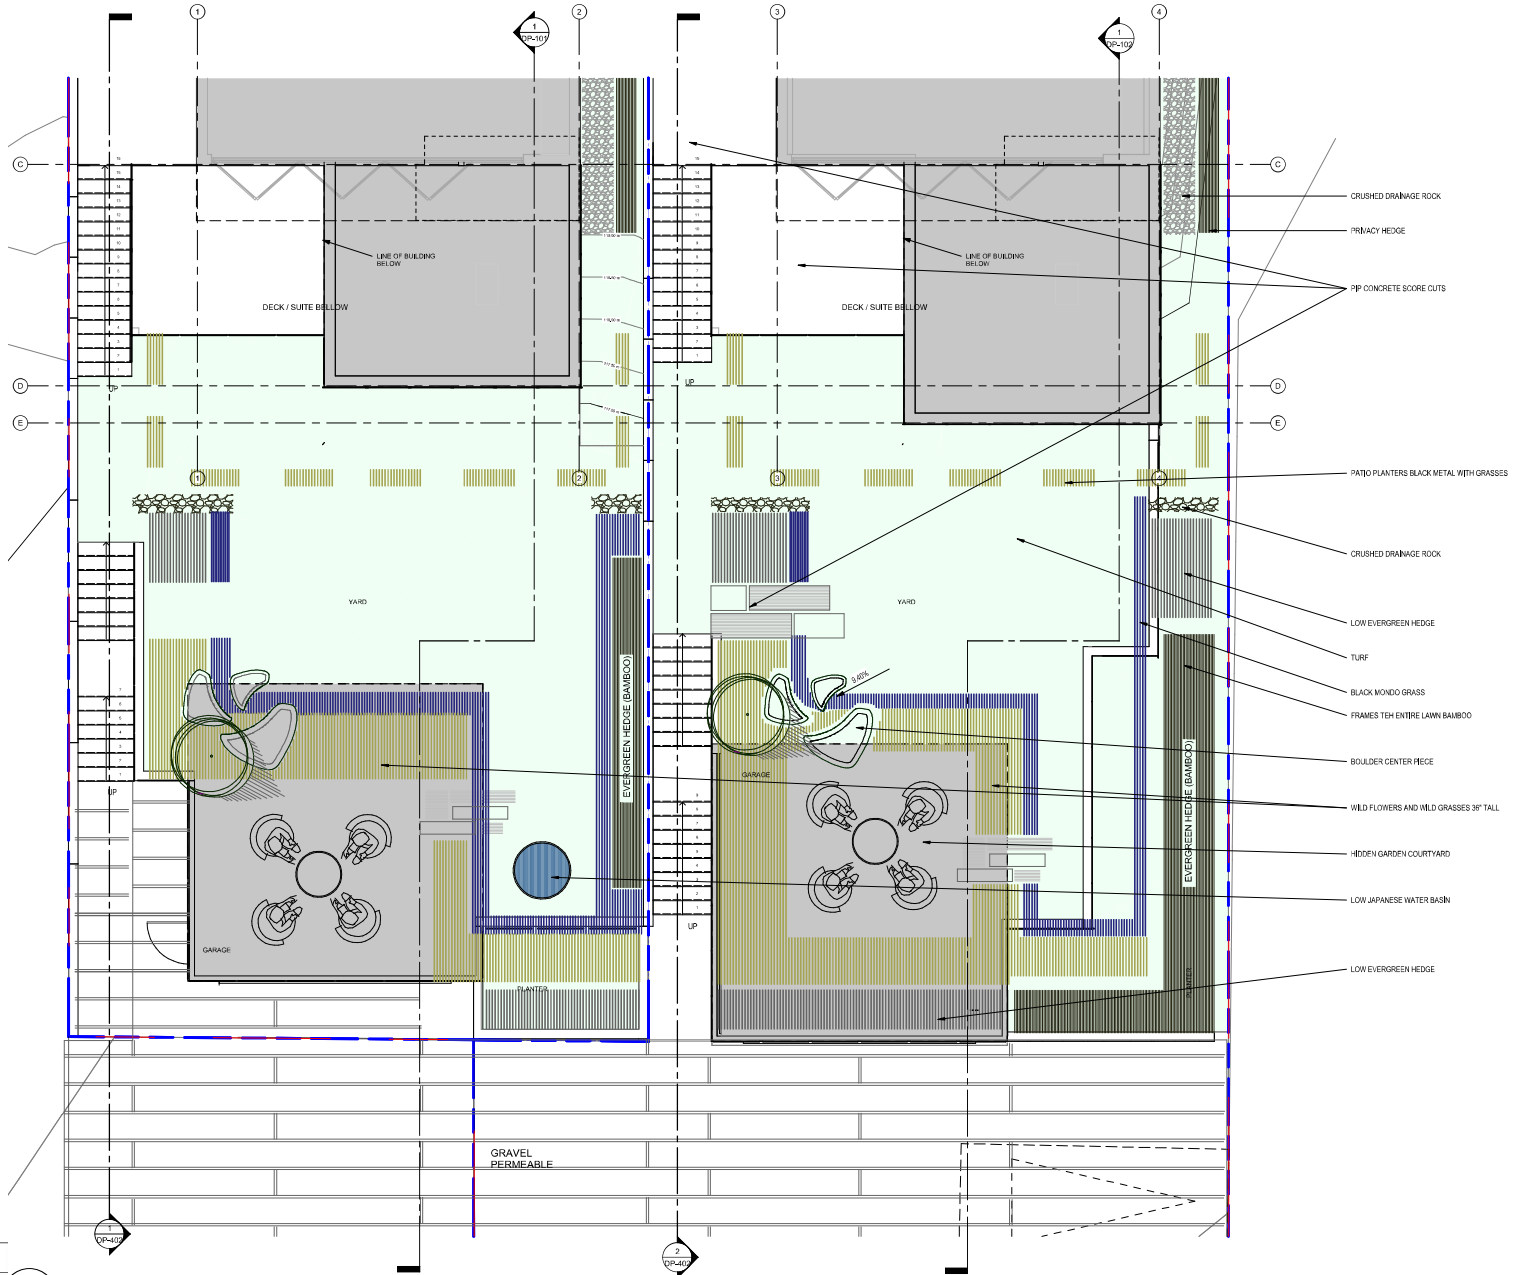 1
2
3
4
1
DP-101
1
DP-102
C
C
CRUSHED DRAINAGE ROCK
PRIVACY HEDGE
LINE OF BUILDING
BELOW
LINE OF BUILDING
BELOW
PIP CONCRETE SCORE CUTS
DECK / SUITE BELLOW
DECK / SUITE BELLOW
UP
UP
D
D
E
E
1
2
3
4
PATIO PLANTERS BLACK METAL WITH GRASSES
CRUSHED DRAINAGE ROCK
YARD
YARD
LOW EVERGREEN HEDGE
TURF
9.46%
BLACK MONDO GRASS
FRAMES TEH ENTIRE LAWN BAMBOO
EVERGREEN HEDGE (BAMBOO)
EVERGREEN HEDGE (BAMBOO)
BOULDER CENTER PIECE
GARAGE
UP
WILD FLOWERS AND WILD GRASSES 36" TALL
HIDDEN GARDEN COURTYARD
LOW JAPANESE WATER BASIN
UP
GARAGE
LOW EVERGREEN HEDGE
PLANTER
PLANTER
GRAVEL
PERMEABLE
1
DP-402
2
DP-402